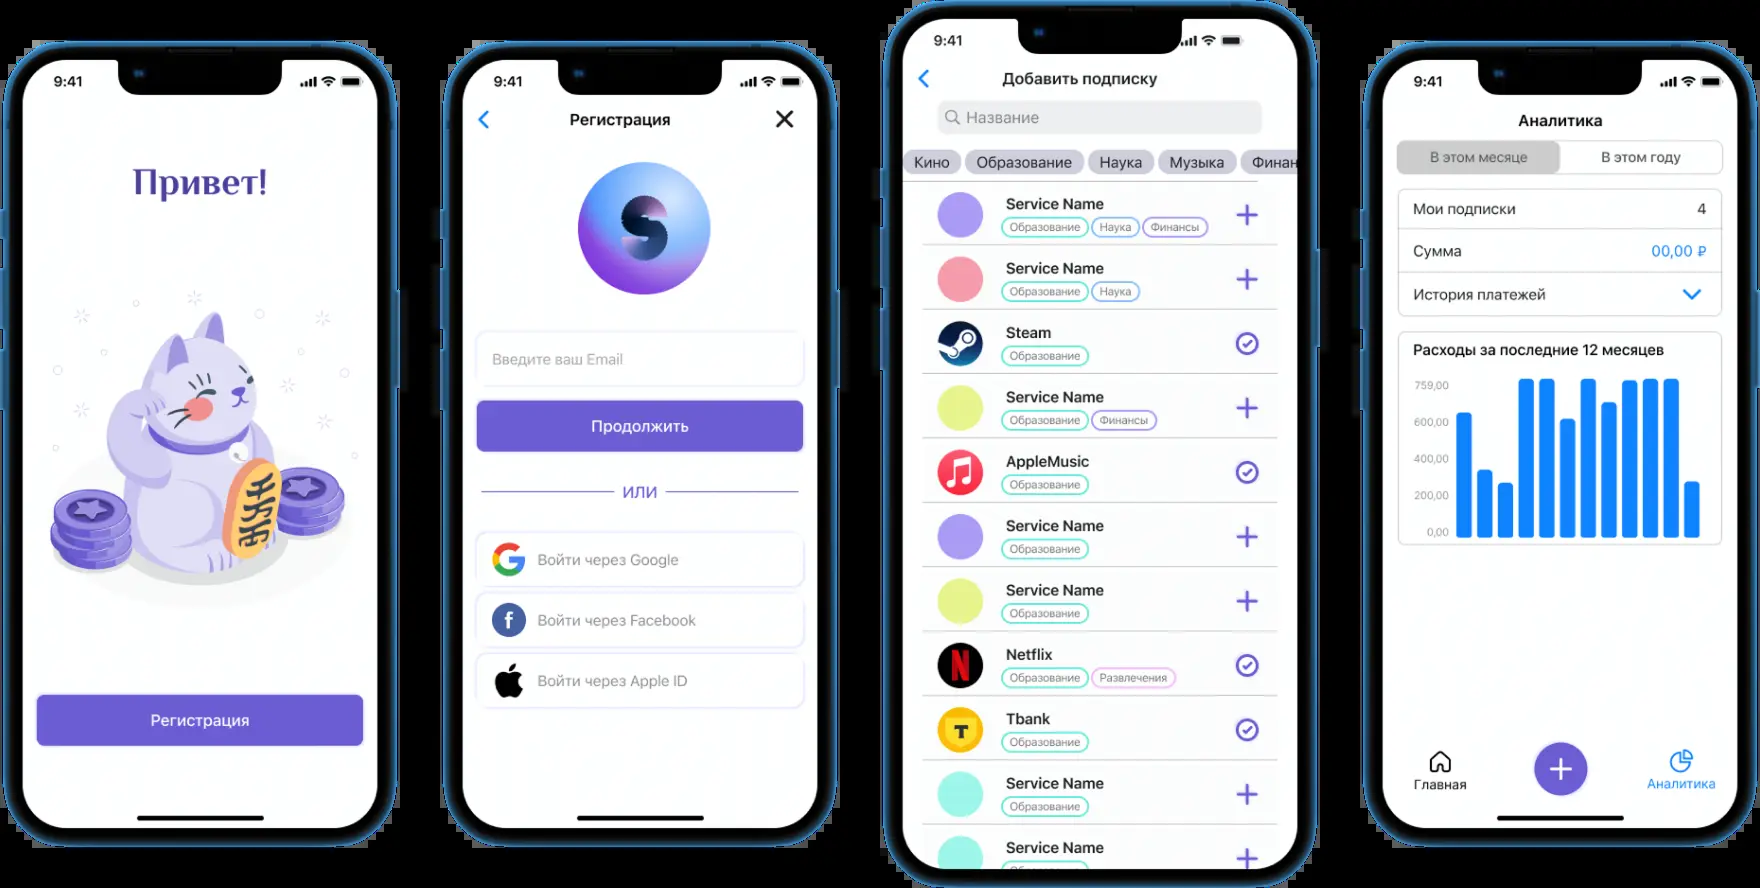 9:41
Привет!
Регистрация
9:41
Регистрация
S
Введите ваш Email
Продолжить
ИЛИ
Войти через Google
f Войти через Facebook
Войти через Apple ID
9:41
Добавить подписку
Название
Кино Образование Наука Музыка Финан
Service Name
Образование Наука Финансы
Service Name
Образование Наука
Steam
Образование
Service Name
Образование Финансы
AppleMusic
Образование
Service Name
Образование
Service Name
Образование
N Netflix
Образование Развлечения
Т Tbank
Образование
Service Name
Образование
Service Name
9:41
Аналитика
В этом месяце В этом году
Мои подписки 4
Сумма 00,00 ₽
История платежей
Расходы за последние 12 месяцев
759,00
600,00
400,00
200,00
0,00
Главная Аналитика